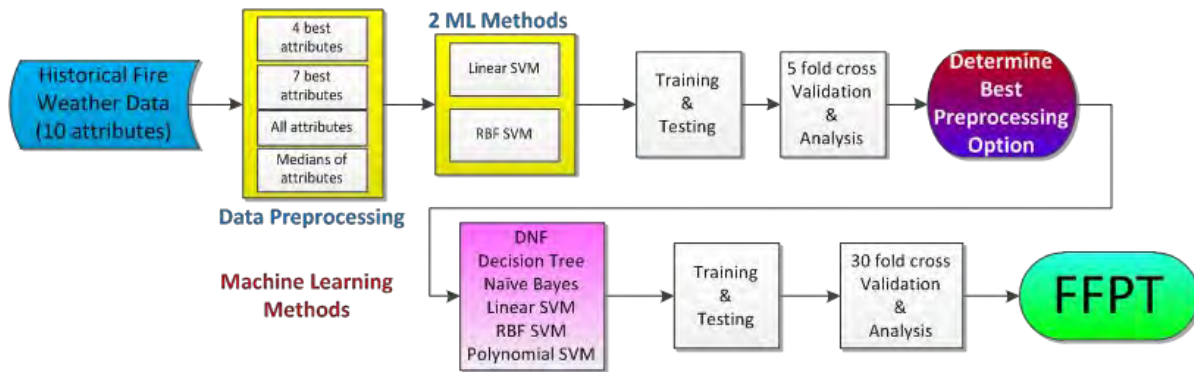 Historical Fire
Weather Data
(10 attributes)
4 best
attributes
7 best
attributes
All attributes
Medians of
attributes
Data Preprocessing
2 ML Methods
Linear SVM
RBF SVM
Training
&
Testing
5 fold cross
Validation
&
Analysis
Determine
Best
Preprocessing
Option
Machine Learning
Methods
DNF
Decision Tree
Naïve Bayes
Linear SVM
RBF SVM
Polynomial SVM
Training
&
Testing
30 fold cross
Validation
&
Analysis
FFPT